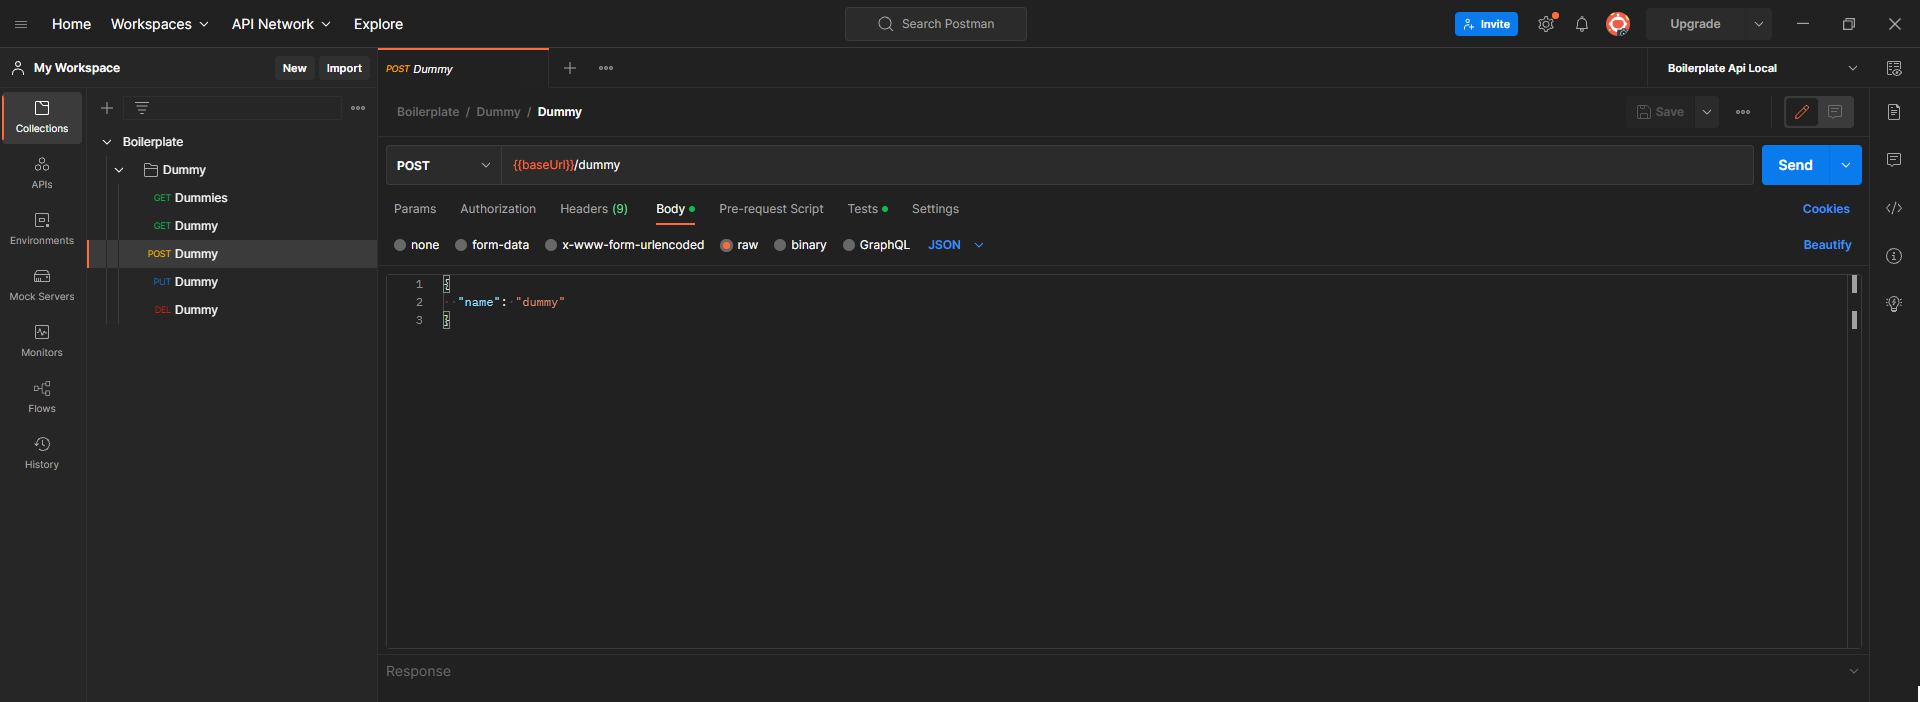 Home Workspaces API Network Explore Search Postman Invite Upgrade
My Workspace New Import POST Dummy Boilerplate Api Local
Boilerplate / Dummy / Dummy Save
Collections
APIs
Environments
Mock Servers
Monitors
Flows
History
Boilerplate
Dummy
GET Dummies
GET Dummy
POST Dummy
PUT Dummy
DEL Dummy
POST {{baseUrl}}/dummy Send
Params Authorization Headers (9) Body Pre-request Script Tests Settings Cookies
none form-data x-www-form-urlencoded raw binary GraphQL JSON Beautify
1 {
2 "name": "dummy"
3 }
Response